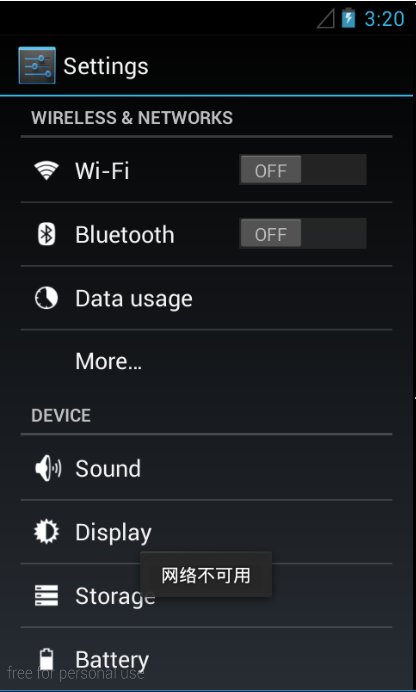 3:20
Settings
WIRELESS & NETWORKS
Wi-Fi OFF
Bluetooth OFF
Data usage
More...
DEVICE
Sound
Display
网络不可用
Storage
Battery
free for personal use